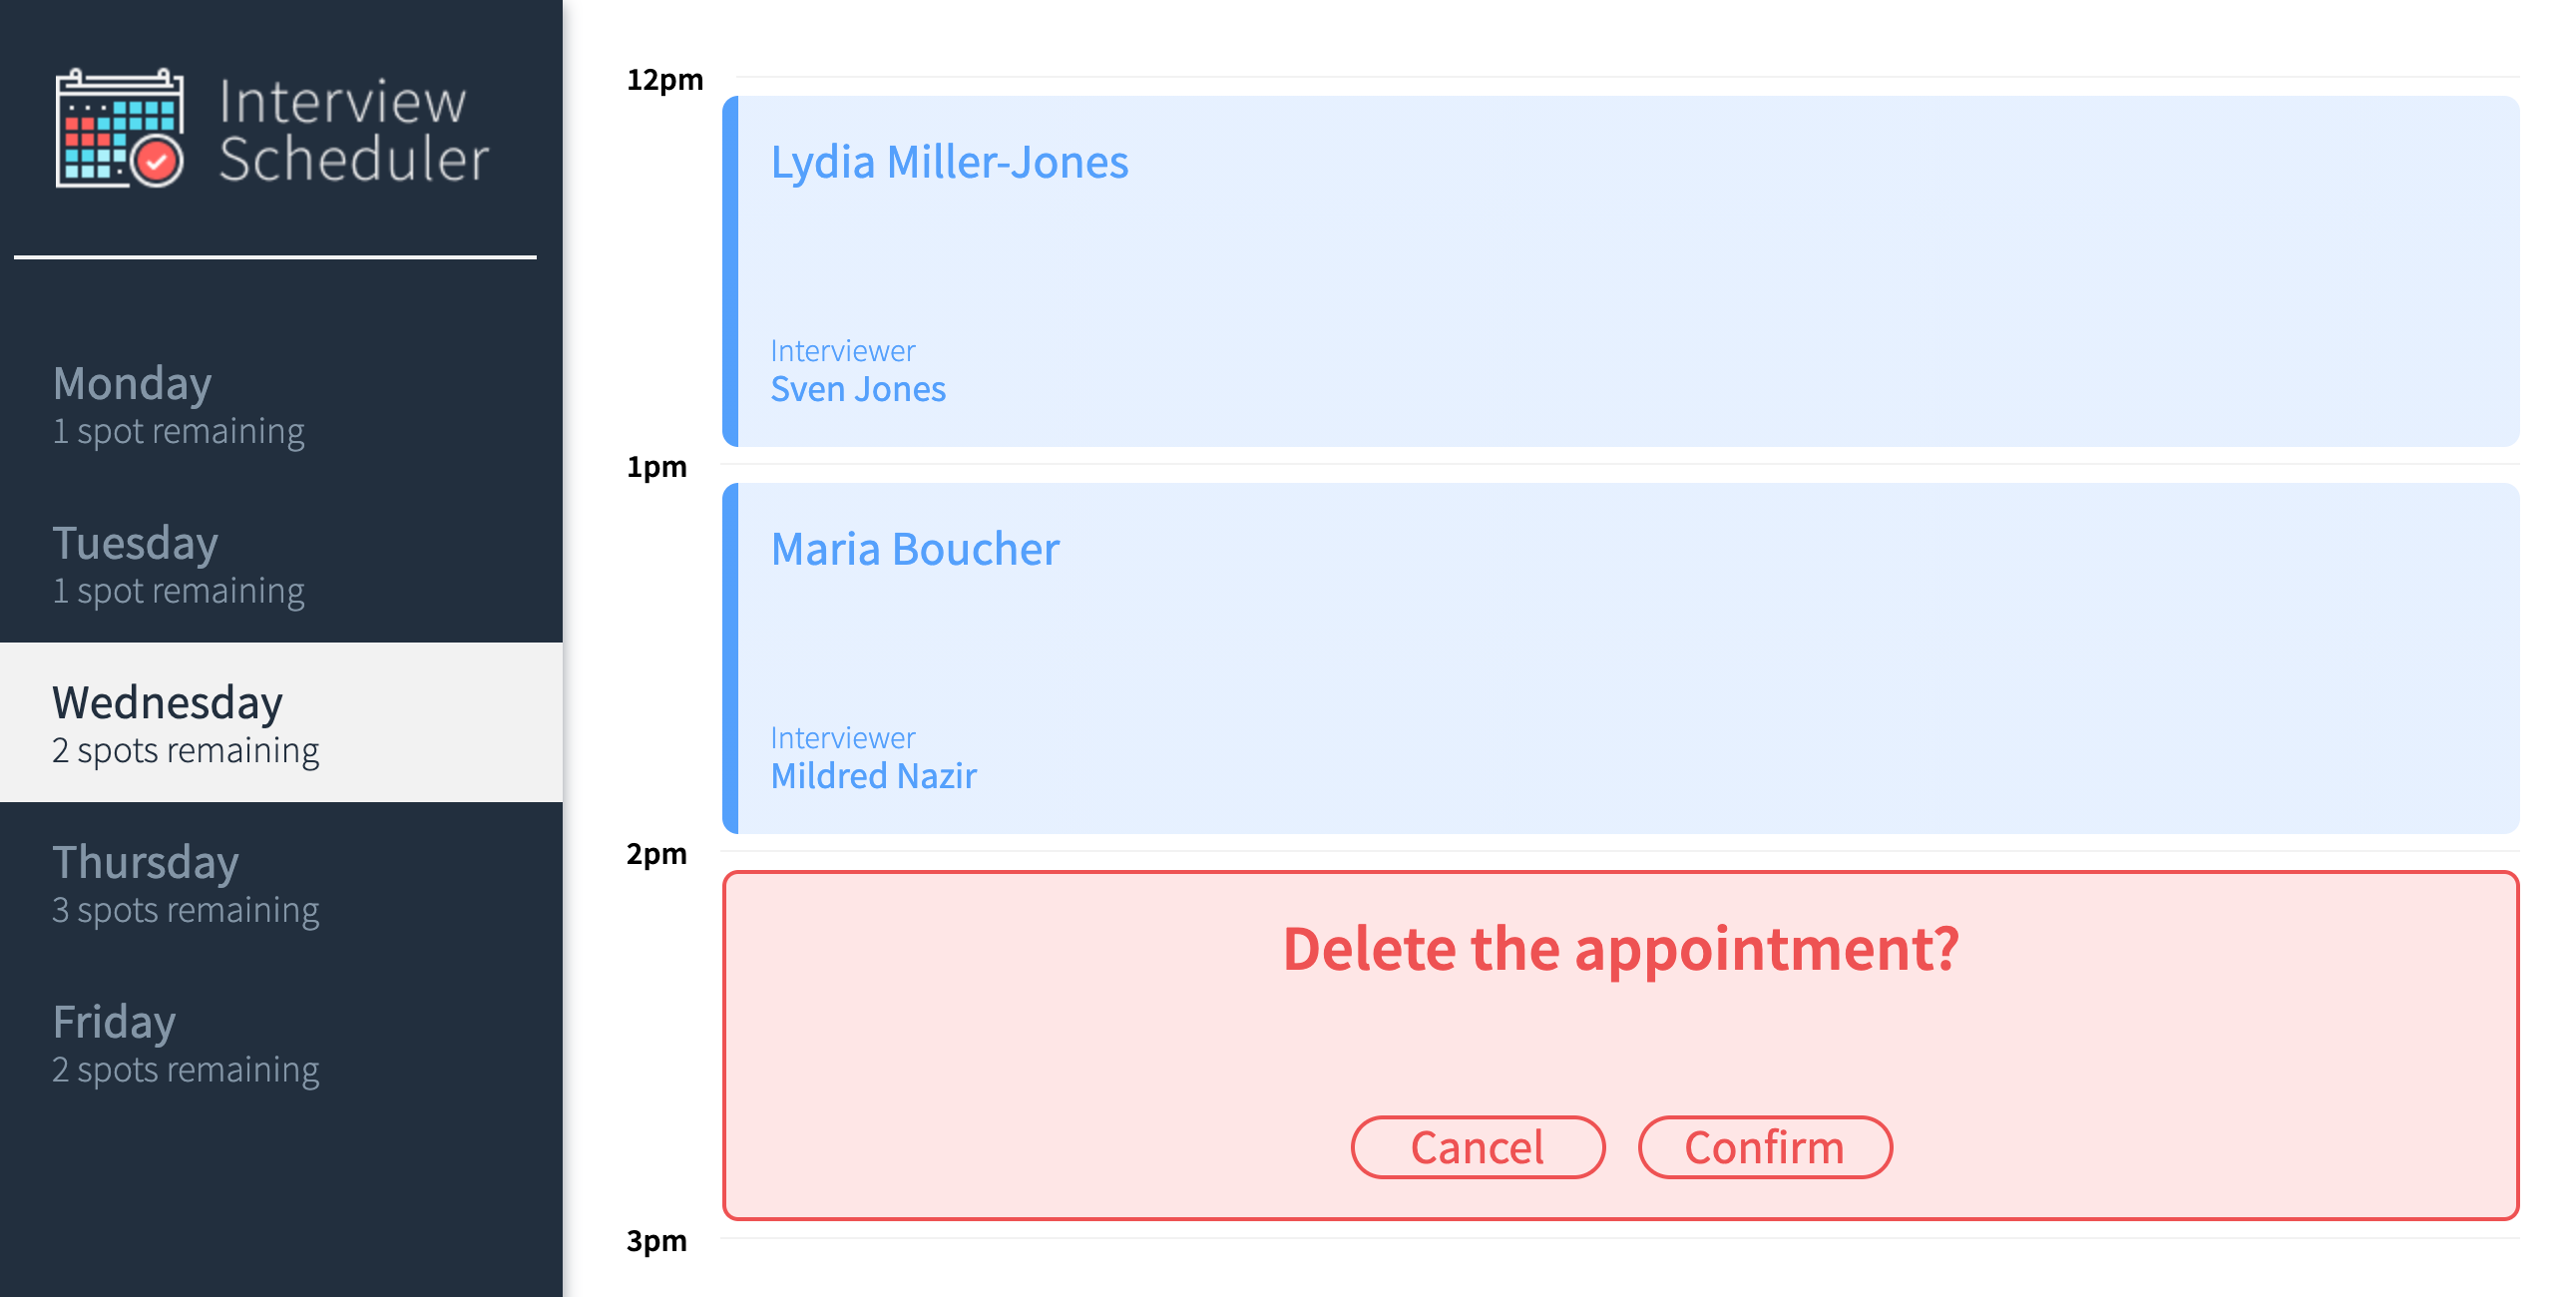 Interview
Scheduler
Monday
1 spot remaining
Tuesday
1 spot remaining
Wednesday
2 spots remaining
Thursday
3 spots remaining
Friday
2 spots remaining
12pm
Lydia Miller-Jones
Interviewer
Sven Jones
1pm
Maria Boucher
Interviewer
Mildred Nazir
2pm
Delete the appointment?
Cancel Confirm
3pm